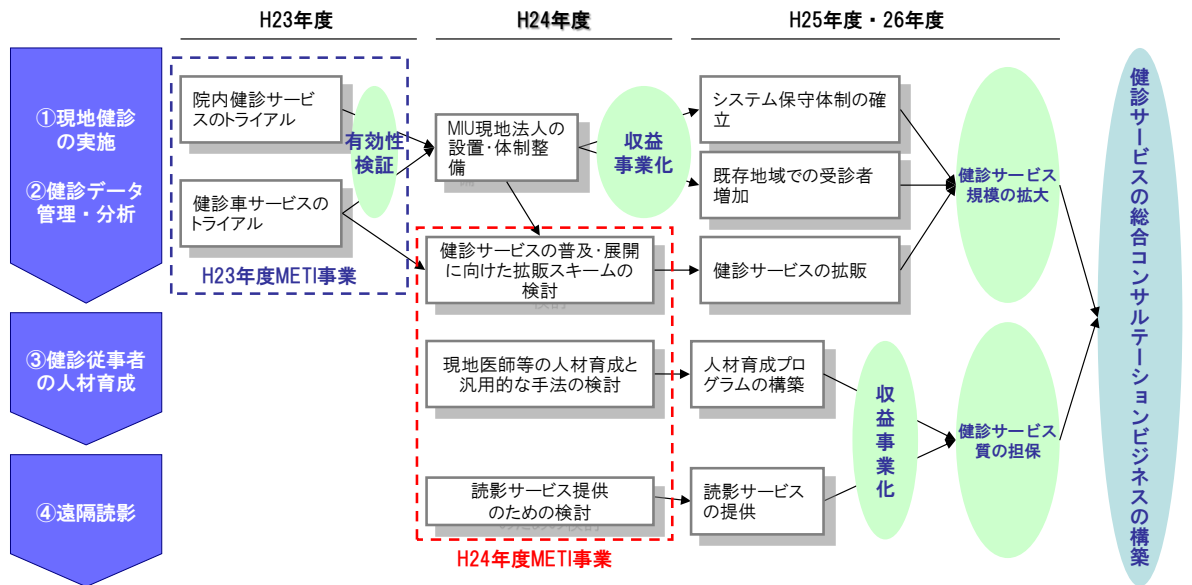 H23年度
H24年度
H25年度・26年度
①現地健診
の実施
②健診データ
管理・分析
③健診従事者
の人材育成
④遠隔読影
院内健診サービ
スのトライアル
健診車サービスの
トライアル
有効性
検証
H23年度METI事業
MIU現地法人の
設置・体制整
備
健診サービスの普及・展開
に向けた拡販スキームの
検討
現地医師等の人材育成と
汎用的な手法の検討
読影サービス提供
のための検討
H24年度METI事業
収益
事業化
システム保守体制の確
立
既存地域での受診者
増加
健診サービスの拡販
人材育成プロ
グラムの構築
読影サービス
の提供
収益事業化
健診サービス
規模の拡大
健診サービス
質の担保
健診サービスの総合コンサルテーションビジネスの構築